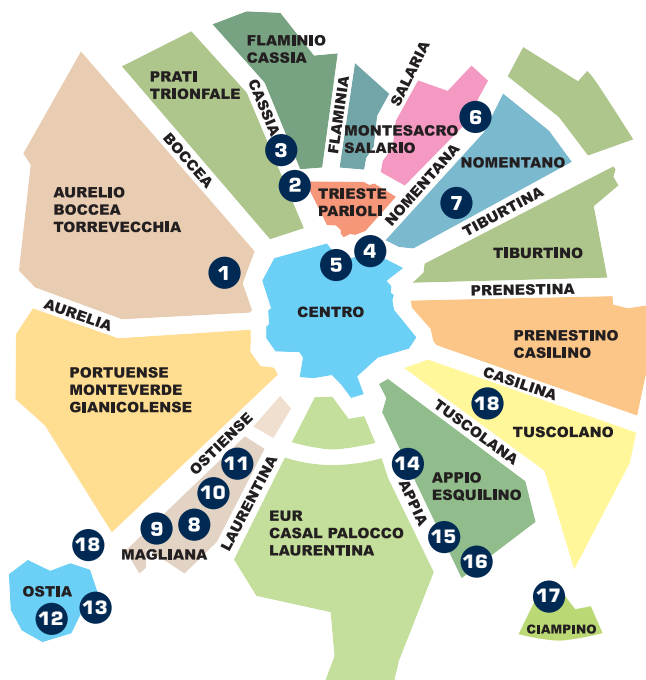 FLAMINIO
CASSIA
PRATI
TRIONFALE
CASSIA
FLAMINIA
SALARIA
MONTESACRO
SALARIO
6
BOCCEA
3
2
TRIESTE
PARIOLI
NOMENTANA
NOMENTANO
7
TIBURTINA
AURELIO
BOCCEA
TORREVECCHIA
1
5
4
TIBURTINO
PRENESTINA
AURELIA
CENTRO
PRENESTINO
CASILINO
PORTUENSE
MONTEVERDE
GIANICOLENSE
CASILINA
18
TUSCOLANA
TUSCOLANO
OSTIENSE
11
10
9
8
MAGLIANA
LAURENTINA
14
APPIA
APPIO
ESQUILINO
15
16
EUR
CASAL PALOCCO
LAURENTINA
18
OSTIA
12
13
17
CIAMPINO